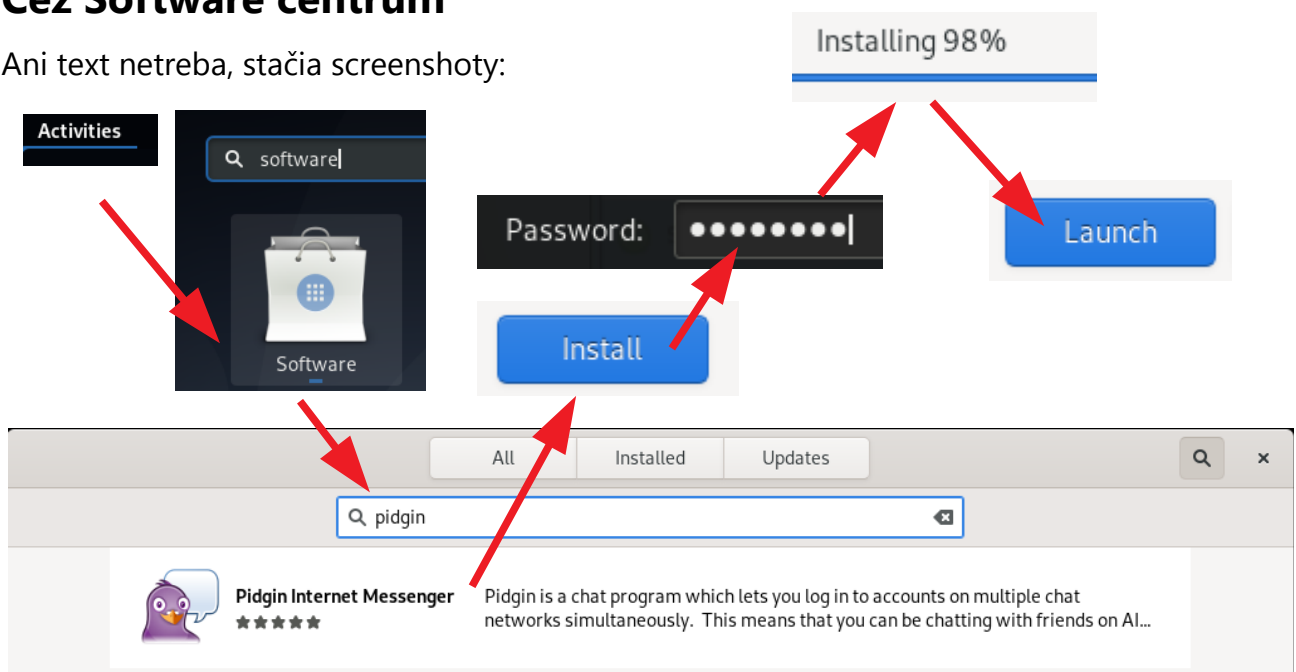 Cez Software centrum
Ani text netreba, stačia screenshoty:
Activities
software
Software
pidgin
All Installed Updates
Pidgin Internet Messenger
Pidgin is a chat program which lets you log in to accounts on multiple chat
networks simultaneously.  This means that you can be chatting with friends on AI...
Install
Password: ●●●●●●●●
Installing 98%
Launch